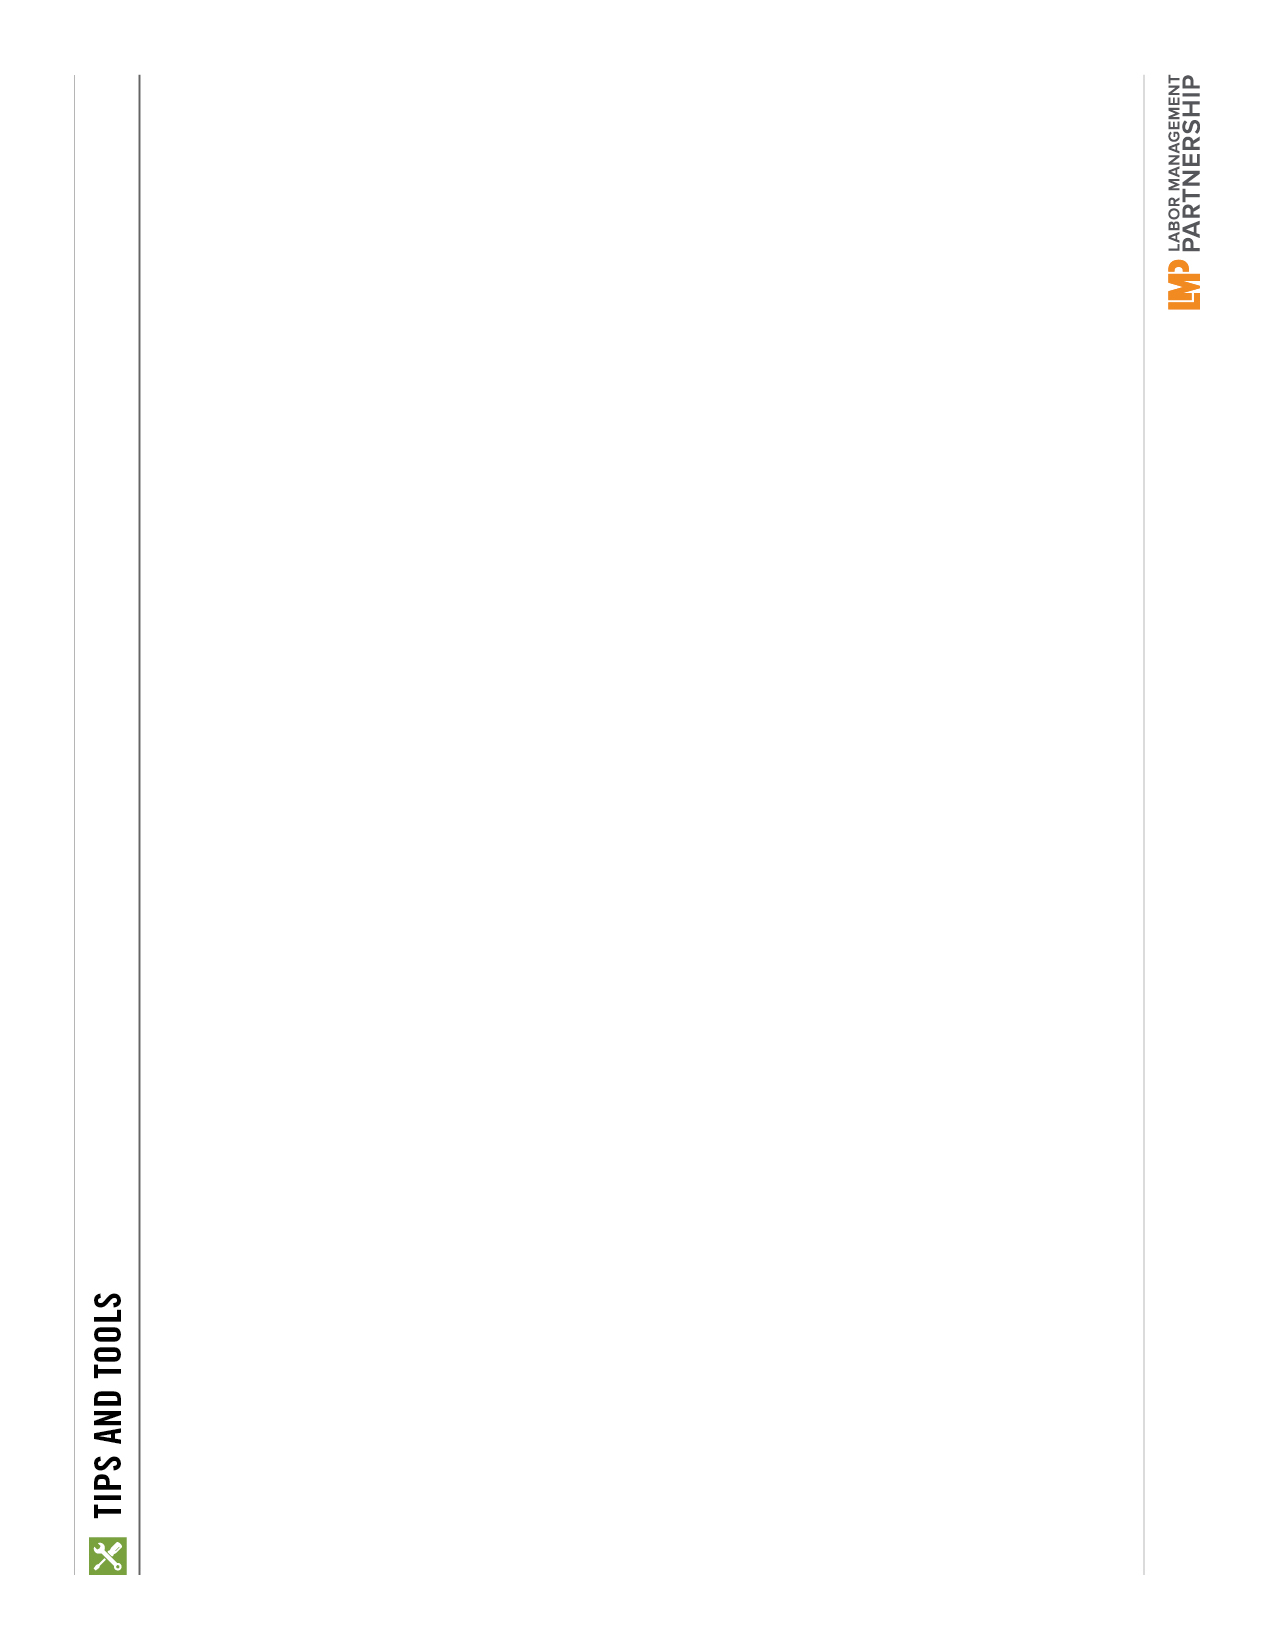 TIPS AND TOOLS
LMP
LABOR MANAGEMENT
PARTNERSHIP